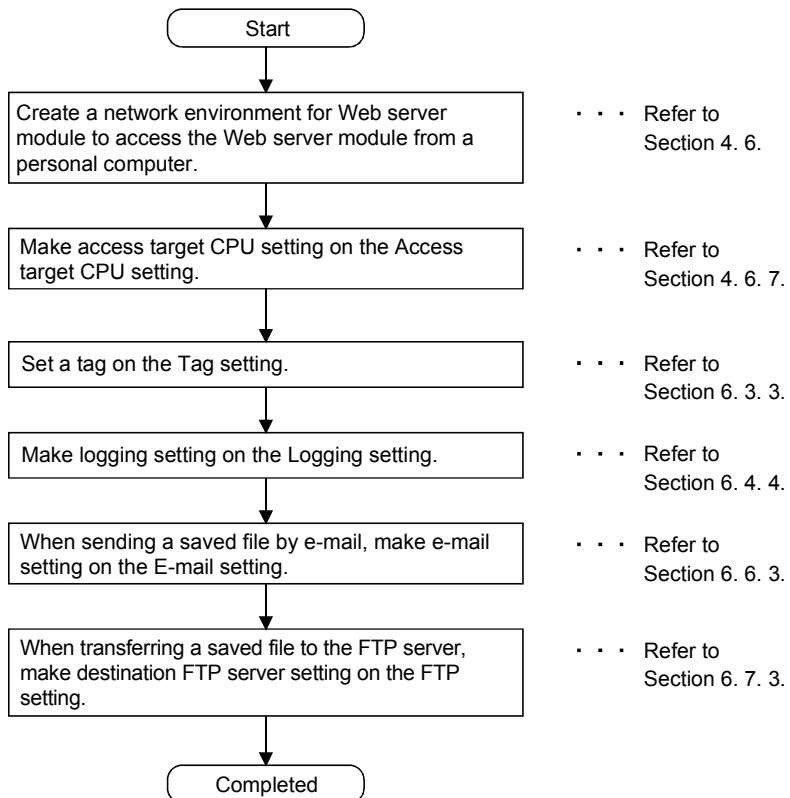 Start
Create a network environment for Web server
module to access the Web server module from a
personal computer.
・・・ Refer to
Section 4. 6.
Make access target CPU setting on the Access
target CPU setting.
・・・ Refer to
Section 4. 6. 7.
Set a tag on the Tag setting.
・・・ Refer to
Section 6. 3. 3.
Make logging setting on the Logging setting.
・・・ Refer to
Section 6. 4. 4.
When sending a saved file by e-mail, make e-mail
setting on the E-mail setting.
・・・ Refer to
Section 6. 6. 3.
When transferring a saved file to the FTP server,
make destination FTP server setting on the FTP
setting.
・・・ Refer to
Section 6. 7. 3.
Completed